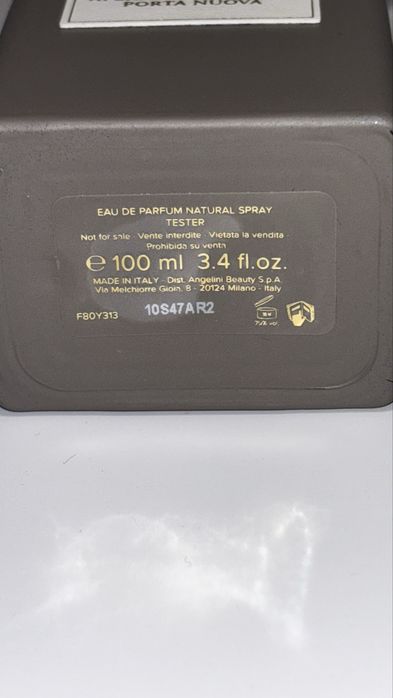 PORTA NUOVA
EAU DE PARFUM NATURAL SPRAY
TESTER
Not for sale · Vente interdite · Vietata la vendita ·
Prohibida su venta
℮ 100 ml 3.4 fl.oz.
MADE IN ITALY - Dist. Angelini Beauty S.p.A.
Via Melchiorre Gioia, 8 - 20124 Milano - Italy
F80Y313 10S47AR2